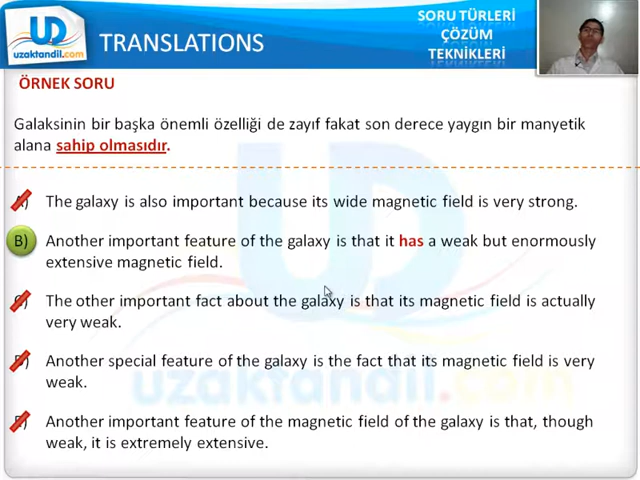 UD
uzaktandil.com
TRANSLATIONS
SORU TÜRLERİ
ÇÖZÜM
TEKNİKLERİ
ÖRNEK SORU
Galaksinin bir başka önemli özelliği de zayıf fakat son derece yaygın bir manyetik
alana sahip olmasıdır.
A) The galaxy is also important because its wide magnetic field is very strong.
B) Another important feature of the galaxy is that it has a weak but enormously
extensive magnetic field.
C) The other important fact about the galaxy is that its magnetic field is actually
very weak.
D) Another special feature of the galaxy is the fact that its magnetic field is very
weak.
E) Another important feature of the magnetic field of the galaxy is that, though
weak, it is extremely extensive.
uzaktandil.com